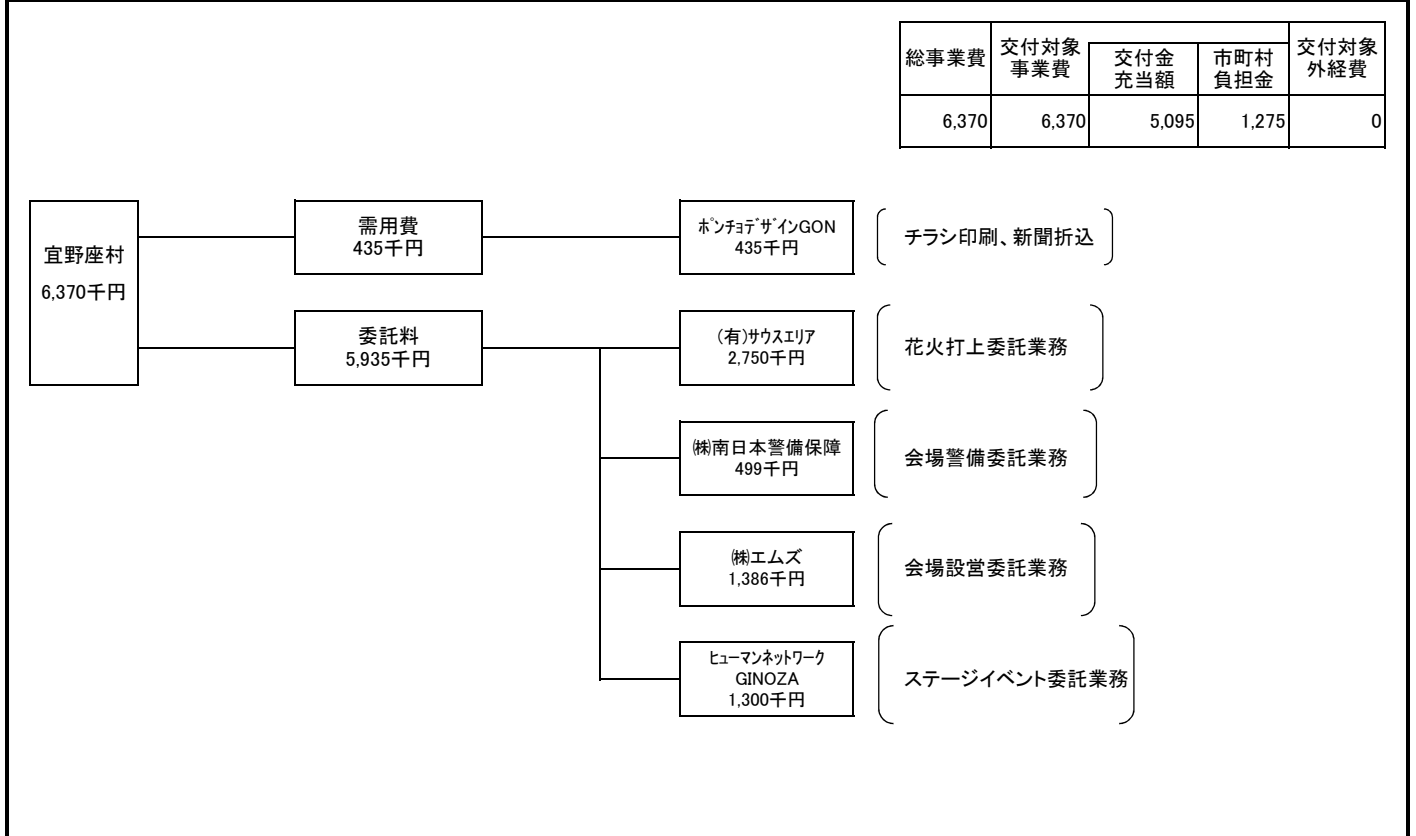 総事業費
交付対象
事業費
交付金
充当額
市町村
負担金
交付対象
外経費
6,370
6,370
5,095
1,275
0
宜野座村
6,370千円
需用費
435千円
ﾎﾟﾝﾁｮﾃﾞｻﾞｲﾝGON
435千円
チラシ印刷、新聞折込
委託料
5,935千円
(有)ｻｳｽｴﾘｱ
2,750千円
花火打上委託業務
㈱南日本警備保障
499千円
会場警備委託業務
㈱エムズ
1,386千円
会場設営委託業務
ﾋｭｰﾏﾝﾈｯﾄﾜｰｸ
GINOZA
1,300千円
ステージイベント委託業務